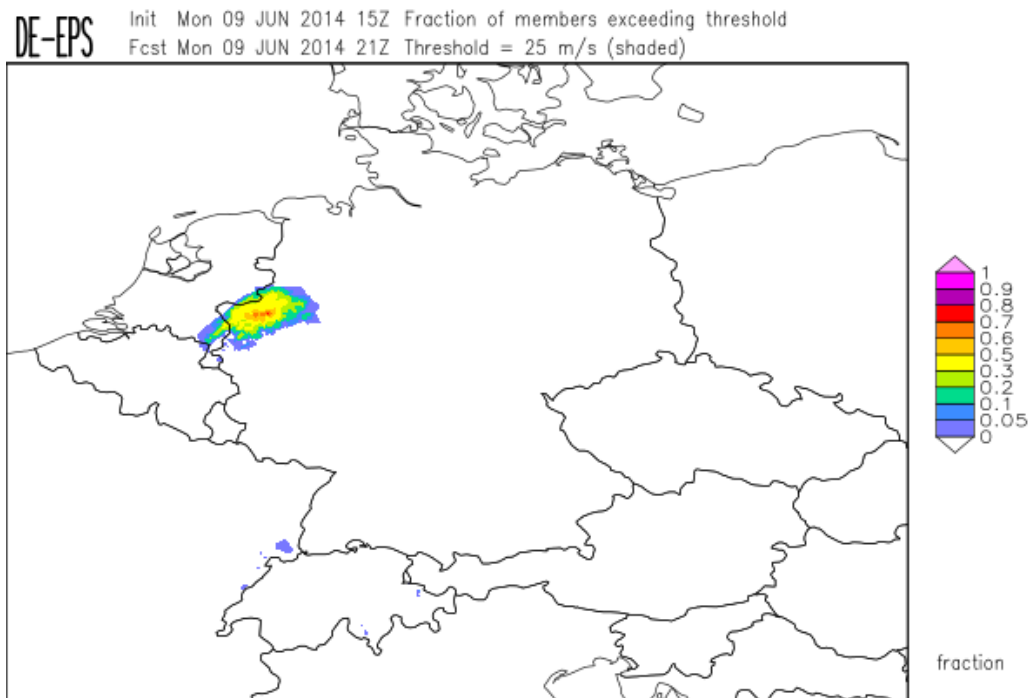 DE-EPS
Init Mon 09 JUN 2014 15Z Fraction of members exceeding threshold
Fcst Mon 09 JUN 2014 21Z Threshold = 25 m/s (shaded)
1
0.9
0.8
0.7
0.6
0.5
0.3
0.2
0.1
0.05
0
fraction